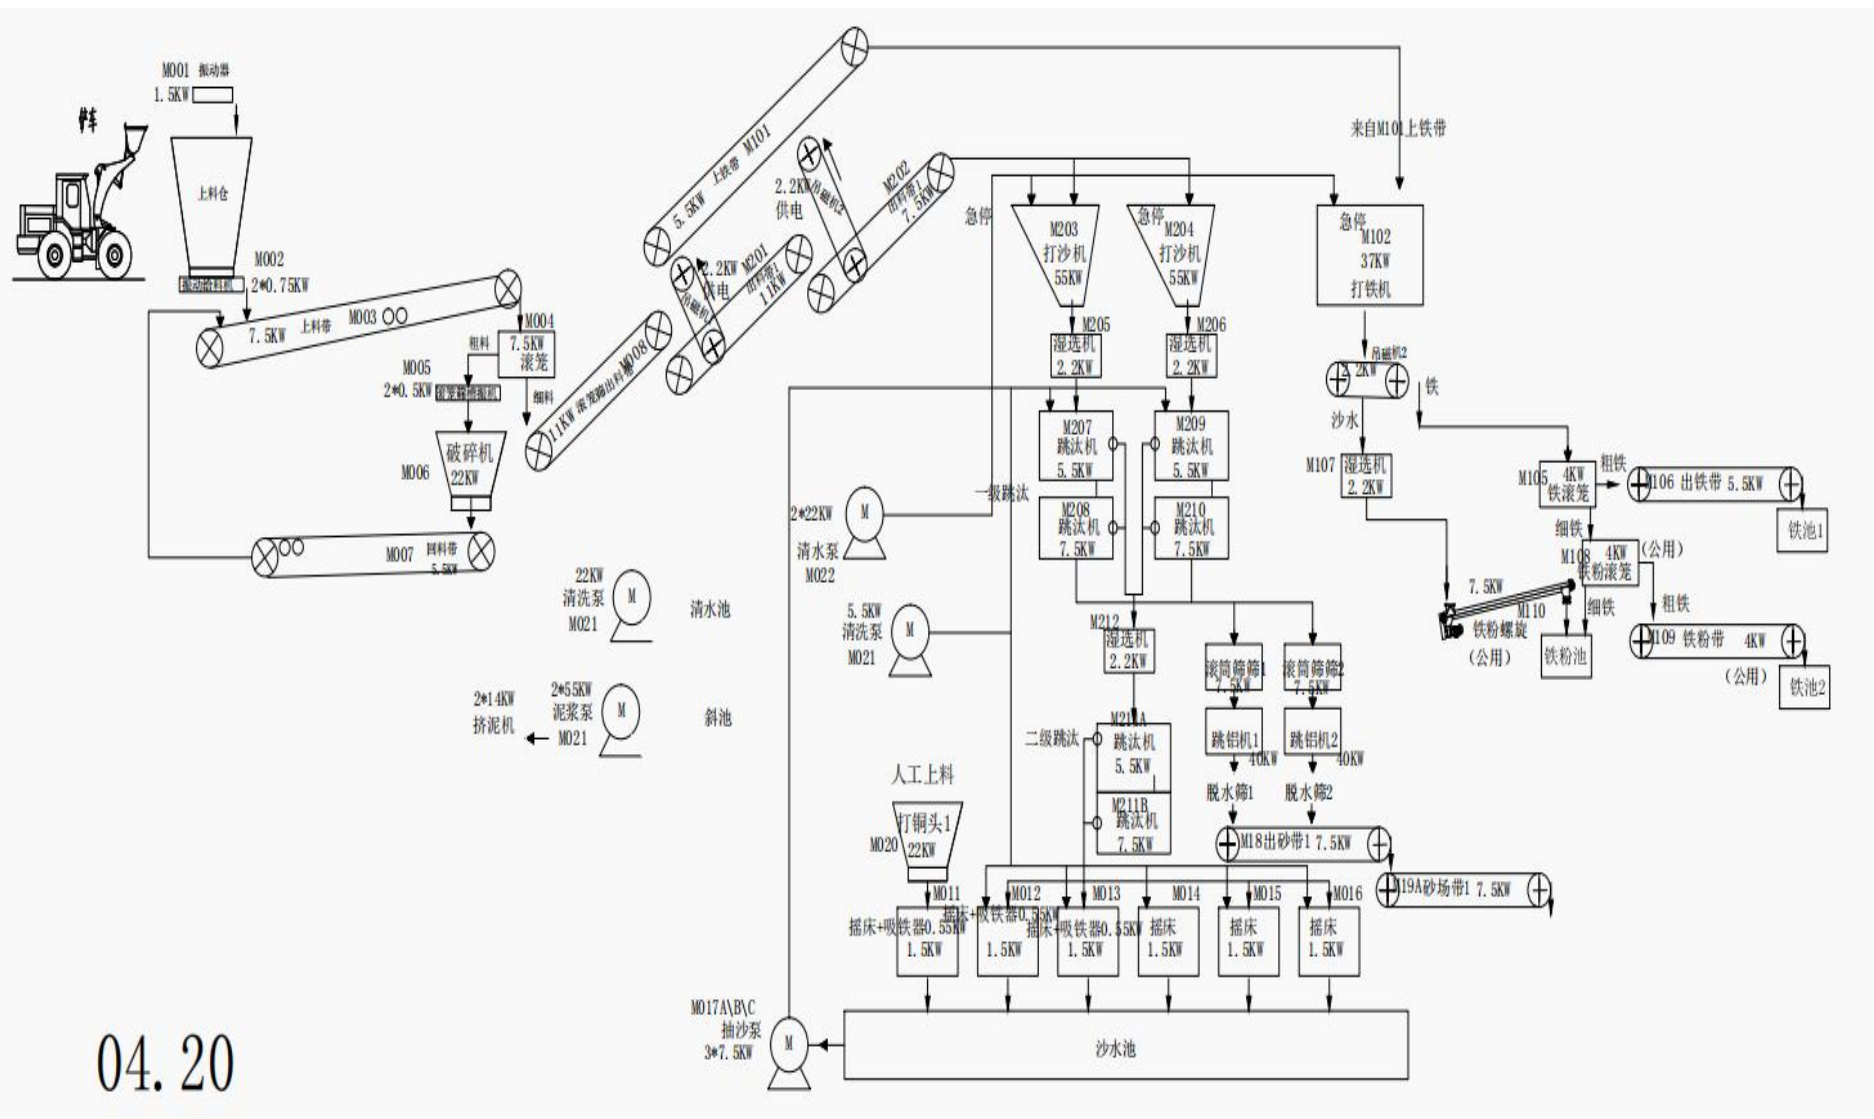 M001 振动器
1.5KW
铲车
上料仓
M002
2*0.75KW
7.5KW 上料带 M003
M004
7.5KW
滚笼
粗料
细料
M005
2*0.5KW
破碎机
M006
22KW
M007 回料带
5.5KW
11KW 滚笼筛出料带 M008
5.5KW 上铁带 M101
2.2KW
供电
吊磁机
M201
出料带1
11KW
2.2KW
供电
吊磁机2
M202
出料带1
7.5KW
来自M101上铁带
急停
M203
打沙机
55KW
急停
M204
打沙机
55KW
急停
M102
37KW
打铁机
M205
湿选机
2.2KW
M206
湿选机
2.2KW
吊磁机2
2.2KW
铁
沙水
M107
湿选机
2.2KW
M207
跳汰机
5.5KW
M209
跳汰机
5.5KW
一级跳汰
M208
跳汰机
7.5KW
M210
跳汰机
7.5KW
M105
4KW
铁滚笼
粗铁
M106 出铁带 5.5KW
铁池1
细铁
M108
4KW
铁粉滚笼
(公用)
7.5KW
M110
铁粉螺旋
(公用)
细铁
粗铁
铁粉池
M109 铁粉带 4KW
(公用)
铁池2
2*22KW
M
清水泵
M022
22KW
清洗泵
M021
M
清水池
5.5KW
清洗泵
M021
M
2*14KW
挤泥机
2*55KW
泥浆泵
M021
M
斜池
M212
湿选机
2.2KW
滚筒筛筛1
7.5KW
滚筒筛筛2
7.5KW
二级跳汰
M211A
跳汰机
5.5KW
M211B
跳汰机
7.5KW
跳铝机1
40KW
跳铝机2
40KW
脱水筛1
脱水筛2
M18出砂带1 7.5KW
M19A砂场带1 7.5KW
人工上料
打铜头1
M020
22KW
M011
摇床+吸铁器0.55KW
1.5KW
M012
摇床+吸铁器0.55KW
1.5KW
M013
摇床+吸铁器0.55KW
1.5KW
M014
摇床
1.5KW
M015
摇床
1.5KW
M016
摇床
1.5KW
M017A\B\C
抽沙泵
3*7.5KW
M
沙水池
04.20